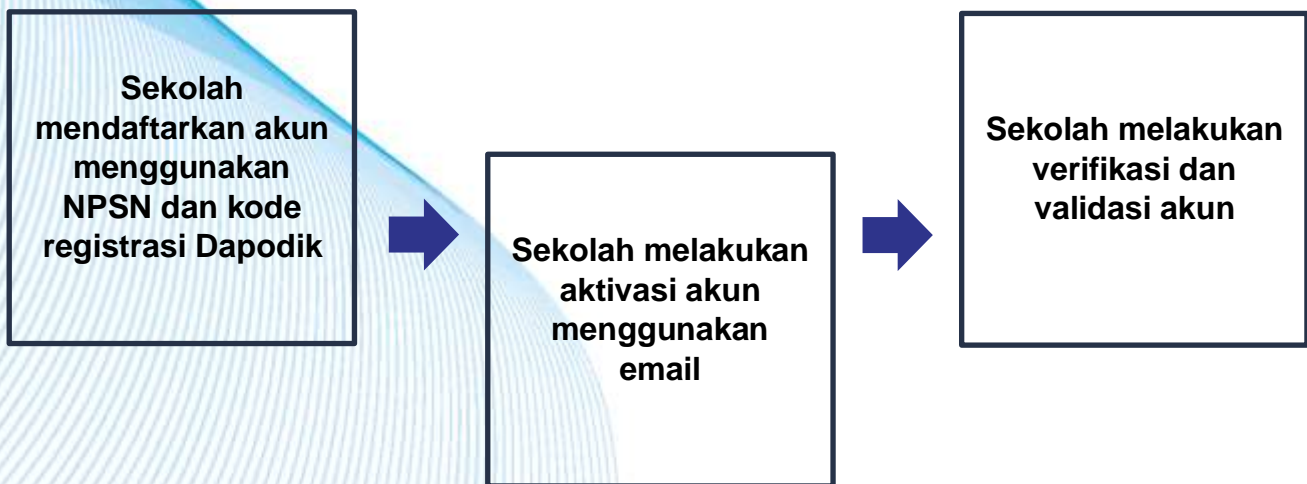 Sekolah
mendaftarkan akun
menggunakan
NPSN dan kode
registrasi Dapodik
Sekolah melakukan
aktivasi akun
menggunakan
email
Sekolah melakukan
verifikasi dan
validasi akun